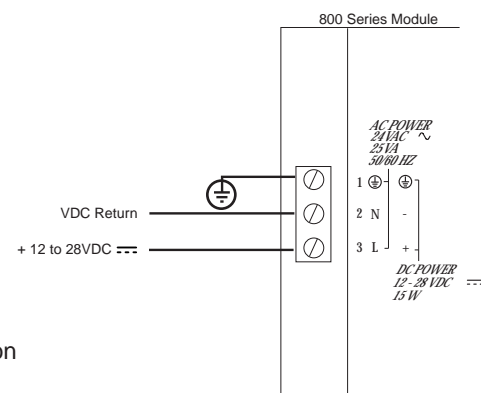 800 Series Module
AC POWER
24VAC ∿
25VA
50/60 HZ
1
VDC Return
2 N -
+ 12 to 28VDC
3 L +
DC POWER
12 - 28 VDC
15 W
on